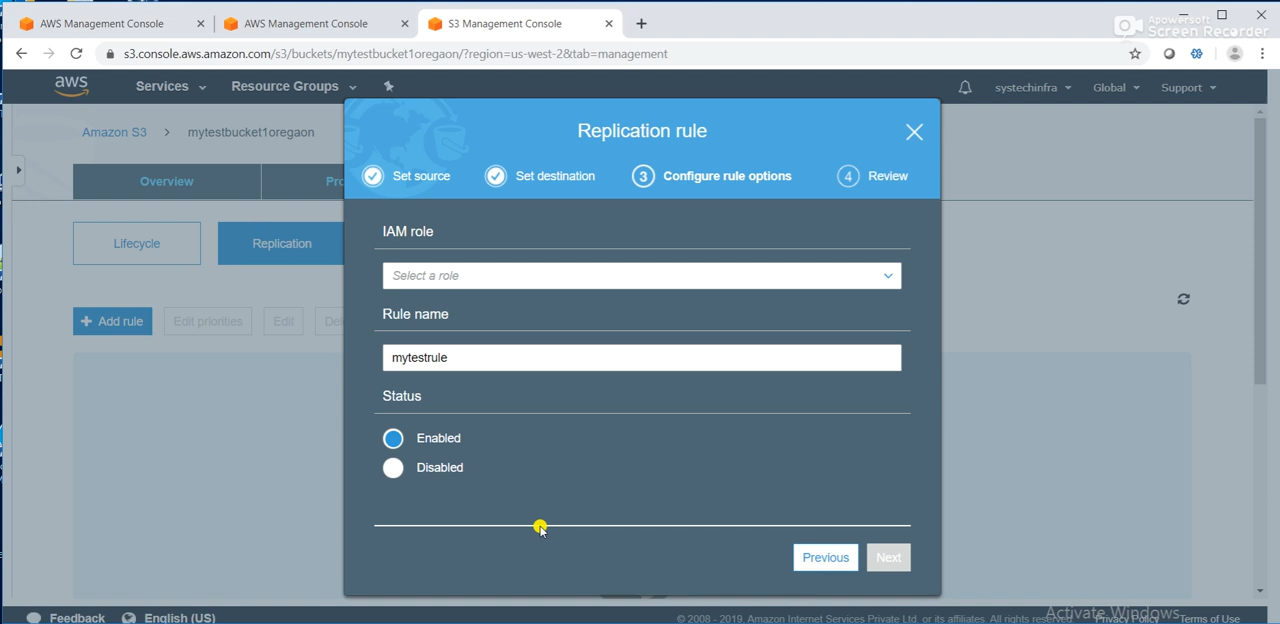 AWS Management Console
AWS Management Console
S3 Management Console
Apowersoft
Screen Recorder
s3.console.aws.amazon.com/s3/buckets/mytestbucket1oregaon/?region=us-west-2&tab=management
aws Services Resource Groups systechinfra Global Support
Amazon S3 > mytestbucket1oregaon
Replication rule
Set source Set destination 3 Configure rule options 4 Review
Overview
IAM role
Lifecycle Replication
Select a role
Rule name
+ Add rule Edit priorities Edit
mytestrule
Status
Enabled
Disabled
Previous Next
Activate Windows
Feedback English (US) © 2008 - 2019, Amazon Internet Services Private Ltd. or its affiliates. All rights reserved. Privacy Policy Terms of Use